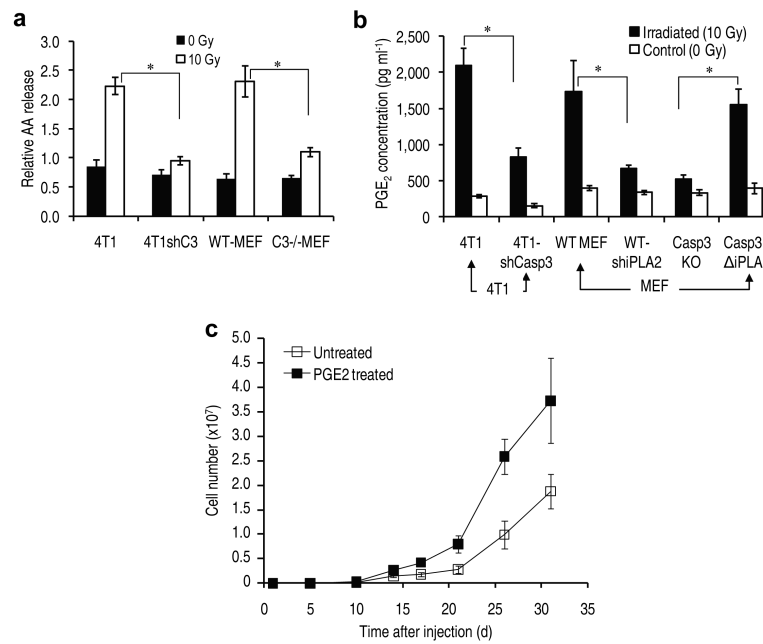 a
0 Gy
10 Gy
Relative AA release
3.0
2.5
2.0
1.5
1.0
0.5
0.0
*
*
4T1
4T1shC3
WT-MEF
C3-/-MEF
b
Irradiated (10 Gy)
Control (0 Gy)
PGE2 concentration (pg ml-1)
2,500
2,000
1,500
1,000
500
0
*
*
*
4T1
4T1-
shCasp3
WT MEF
WT-
shiPLA2
Casp3
KO
Casp3
ΔiPLA
4T1
MEF
c
Untreated
PGE2 treated
Cell number (x10⁷)
5.0
4.0
3.5
3.0
2.5
2.0
1.0
0.5
0.5
0
0
5
10
15
20
25
30
35
Time after injection (d)